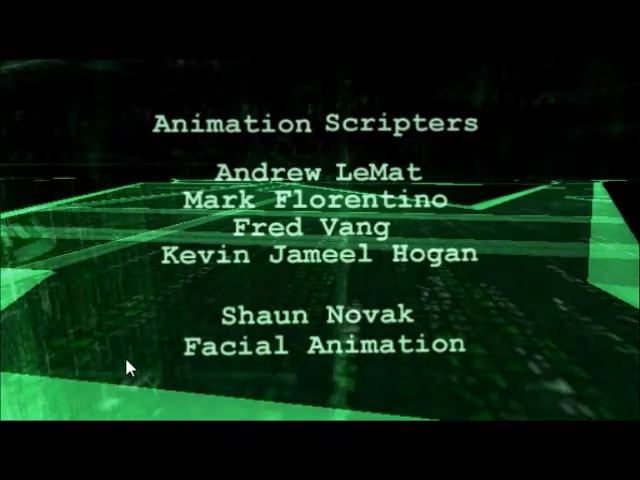 Animation Scripters
Andrew LeMat
Mark Florentino
Fred Vang
Kevin Jameel Hogan
Shaun Novak
Facial Animation